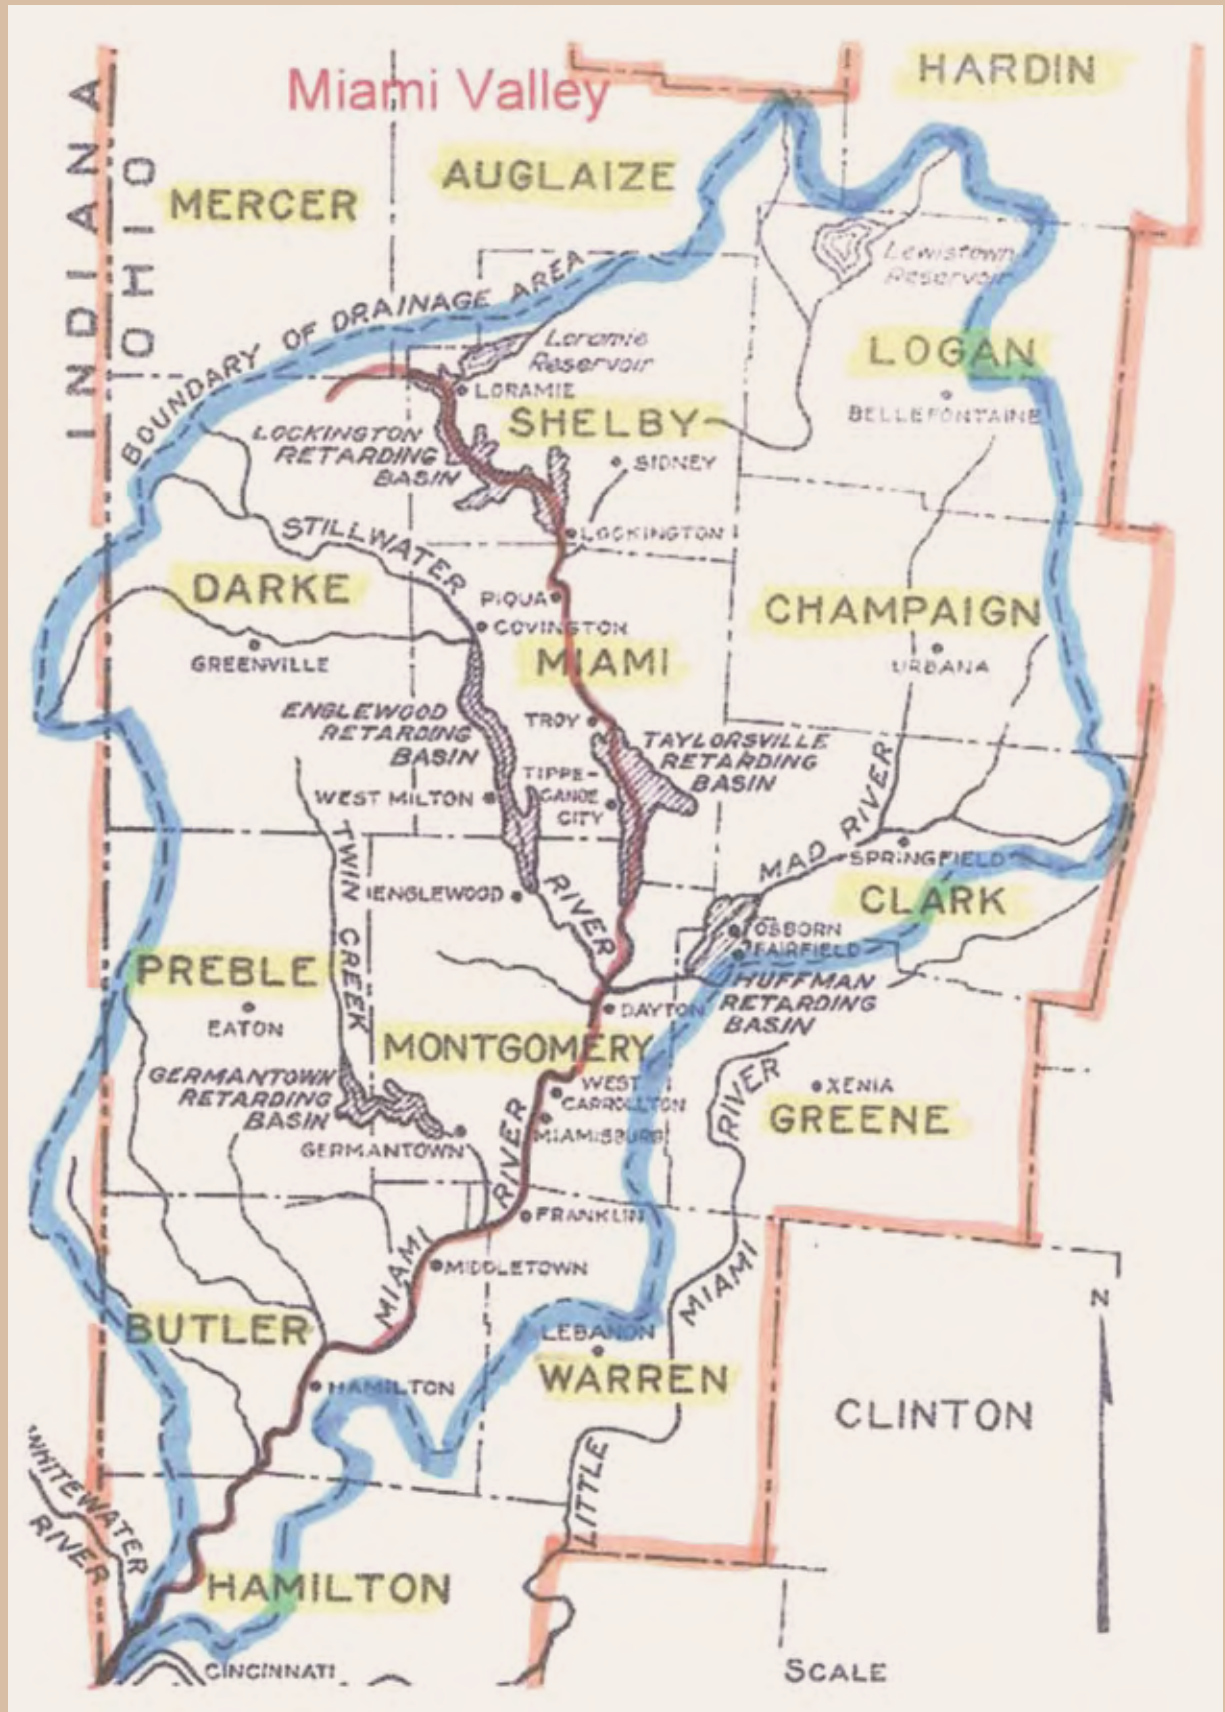 HARDIN
Miami Valley
AUGLAIZE
MERCER
INDIANA
OHIO
Lewistown
Reservoir
BOUNDARY OF DRAINAGE AREA
Loramie
Reservoir
LOGAN
LORAMIE
BELLEFONTAINE
SHELBY
LOCKINGTON
RETARDING
BASIN
SIDNEY
STILLWATER
LOCKINGTON
DARKE
PIQUA
CHAMPAIGN
COVINGTON
GREENVILLE
MIAMI
URBANA
ENGLEWOOD
RETARDING
BASIN
TROY
TAYLORSVILLE
RETARDING
BASIN
TIPPE-
CANOE
CITY
WEST MILTON
MAD RIVER
TWIN CREEK
SPRINGFIELD
ENGLEWOOD
RIVER
CLARK
OSBORN
FAIRFIELD
PREBLE
HUFFMAN
RETARDING
BASIN
EATON
DAYTON
MONTGOMERY
GERMANTOWN
RETARDING
BASIN
WEST
CARROLLTON
RIVER
XENIA
GREENE
MIAMISBURG
GERMANTOWN
RIVER
FRANKLIN
MIAMI
MIDDLETOWN
MIAMI
N
BUTLER
LEBANON
WARREN
HAMILTON
CLINTON
LITTLE
WHITEWATER
RIVER
HAMILTON
CINCINNATI
SCALE